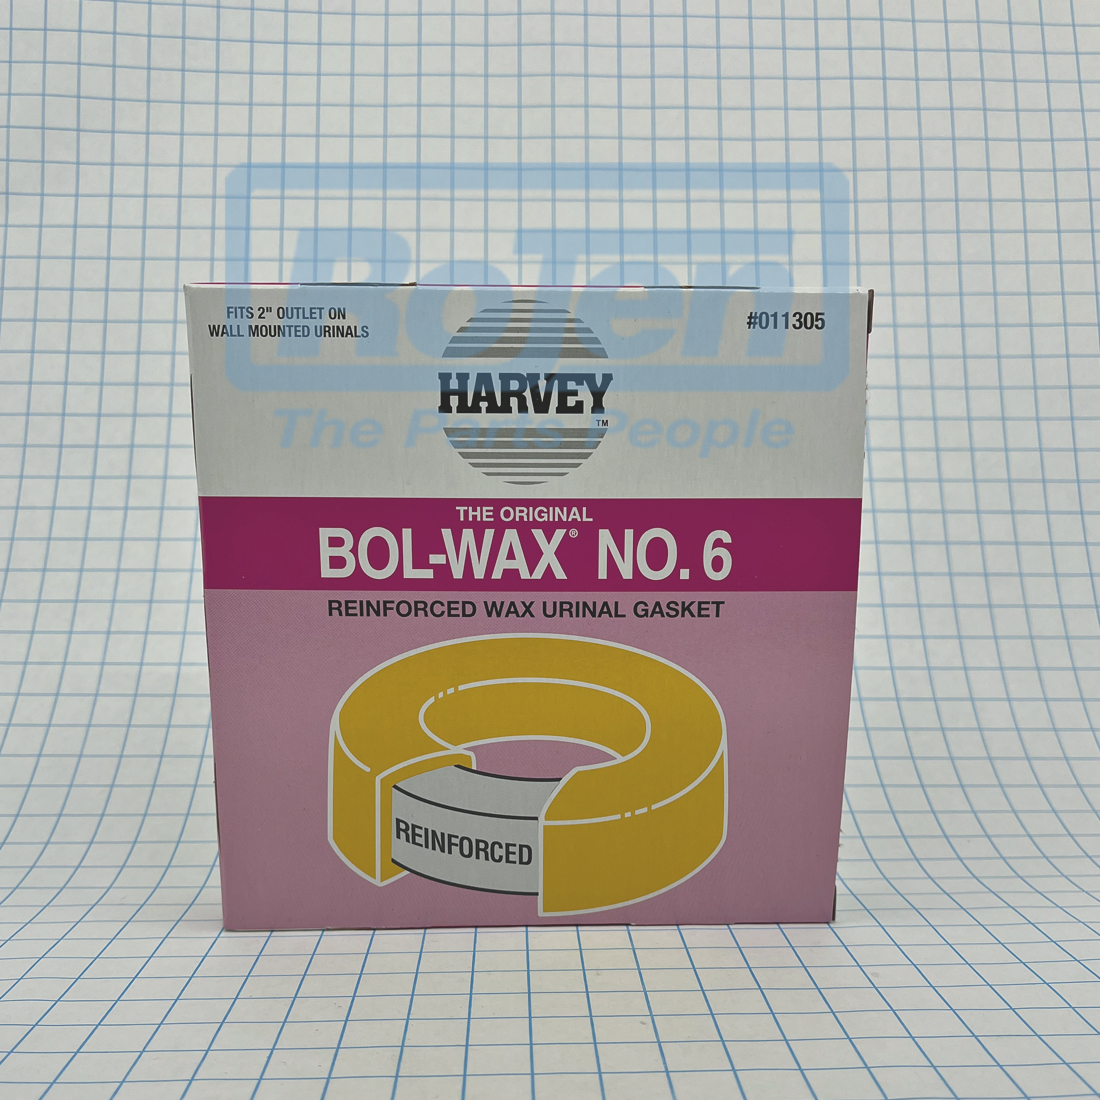 RoTen
The Parts People
FITS 2" OUTLET ON
WALL MOUNTED URINALS
#011305
HARVEY
TM
THE ORIGINAL
BOL-WAX® NO. 6
REINFORCED WAX URINAL GASKET
REINFORCED